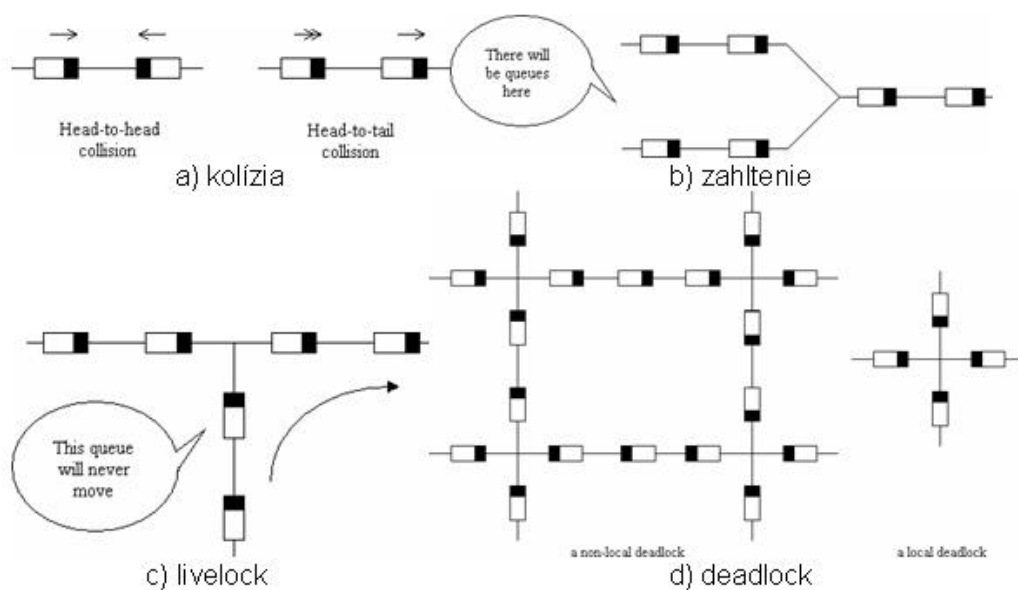 There will
be queues
here
Head-to-head
collision
Head-to-tail
collision
a) kolízia
b) zahltenie
This queue
will never
move
c) livelock
a non-local deadlock
a local deadlock
d) deadlock